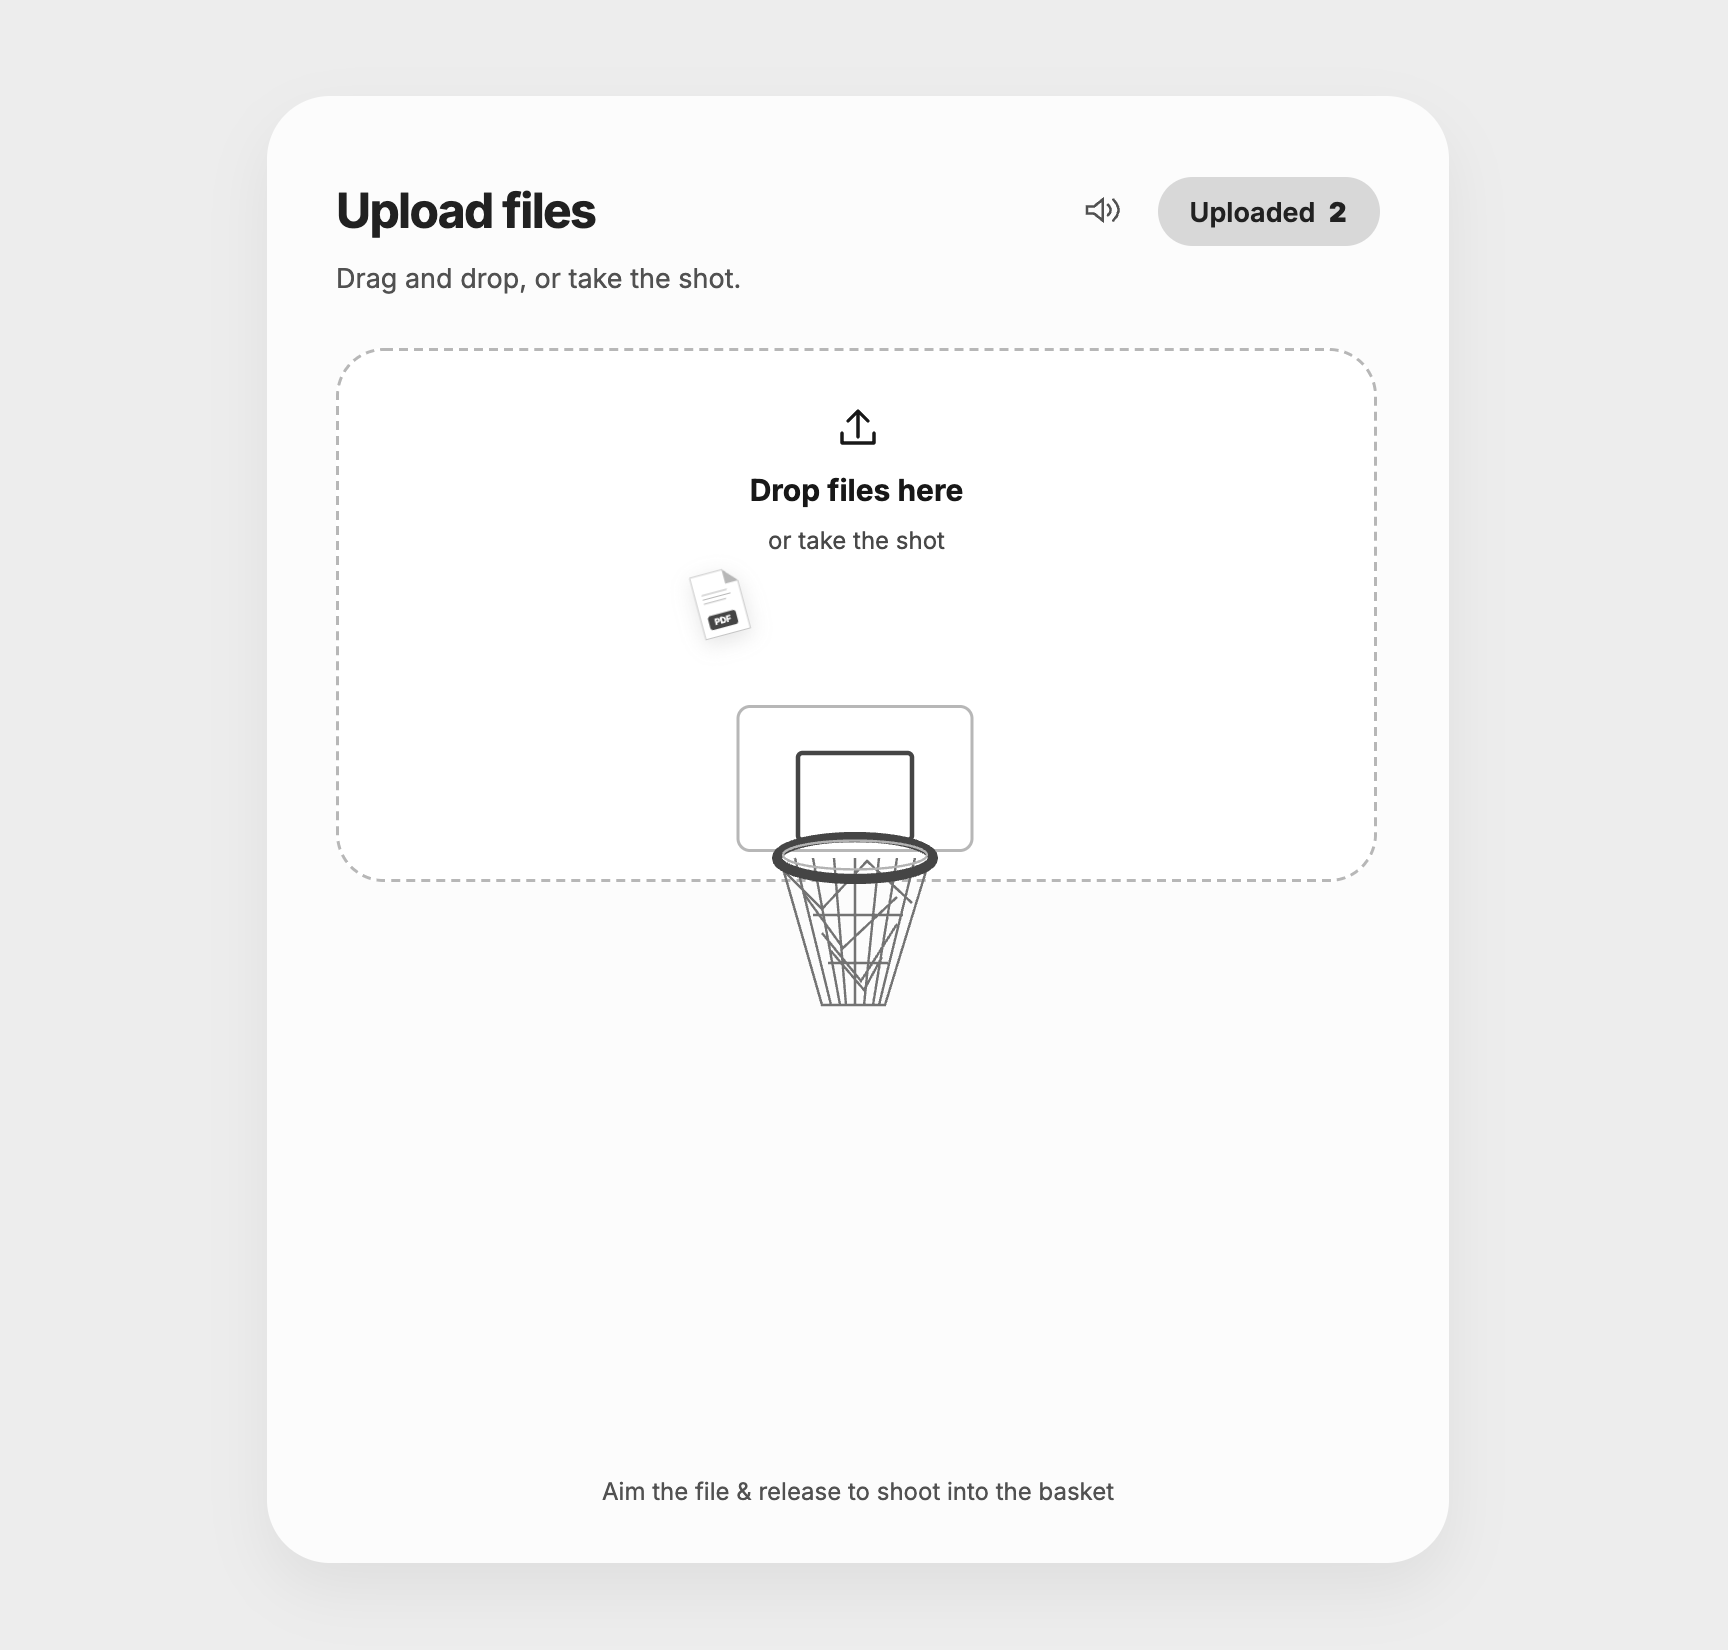 Upload files
Uploaded 2
Drag and drop, or take the shot.
Drop files here
or take the shot
PDF
Aim the file & release to shoot into the basket